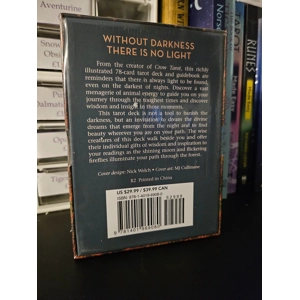 Aventurine
WITHOUT DARKNESS
THERE IS NO LIGHT
From the creator of Crow Tarot, this richly
illustrated 78-card tarot deck and guidebook are
reminders that there is always light to be found,
even on the darkest of nights. Discover a vast
menagerie of animal energy to guide you on your
journey through the toughest times and discover
wisdom and insight in those moments.
This tarot deck is not a tool to banish the
darkness, but an invitation to dream the divine
dreams that emerge from the night and to find
beauty wherever you are on your path. The wise
creatures of this deck walk beside you and offer
their individual gifts of wisdom and inspiration to
your readings as the shining moon and flickering
fireflies illuminate your path through the forest.
Cover design: Nick Welch • Cover art: MJ Cullinane
Printed in China
US $29.99 / $39.99 CAN
RUNES